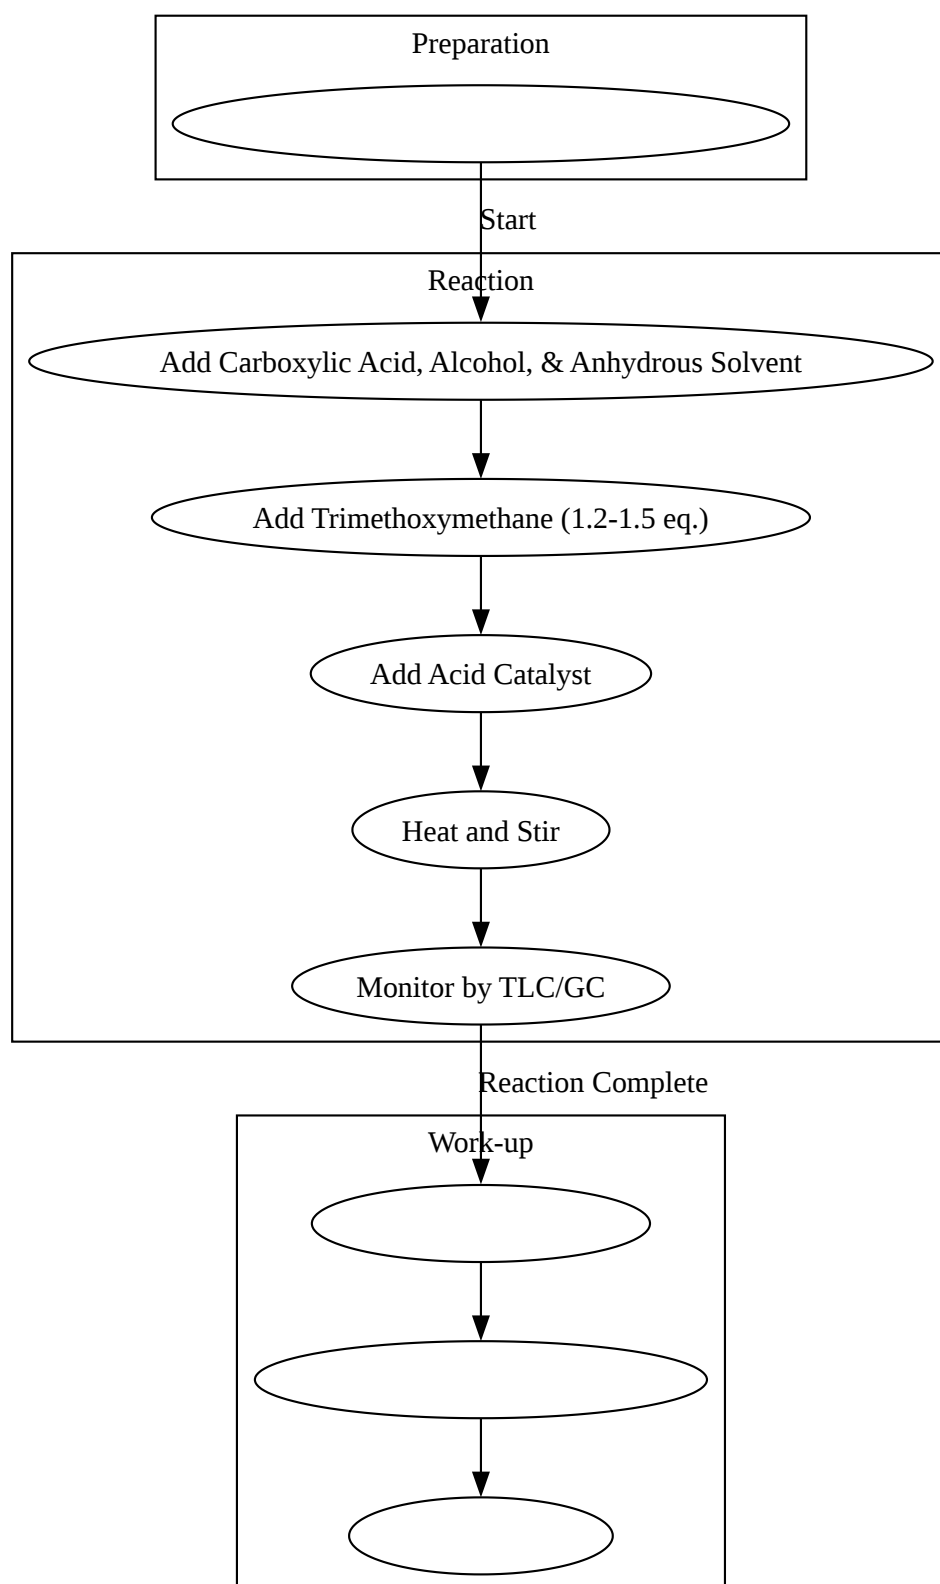 Preparation
Start
Reaction
Add Carboxylic Acid, Alcohol, & Anhydrous Solvent
Add Trimethoxymethane (1.2-1.5 eq.)
Add Acid Catalyst
Heat and Stir
Monitor by TLC/GC
Reaction Complete
Work-up